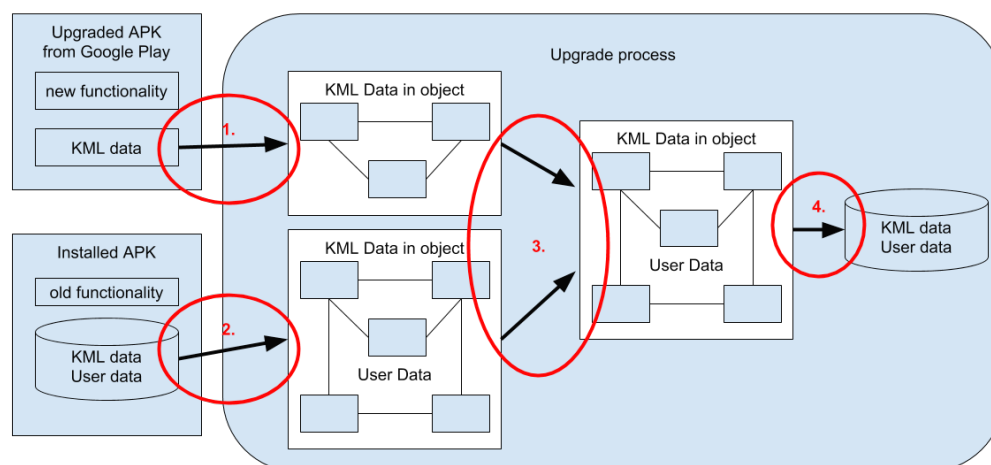 Upgraded APK
from Google Play
new functionality
KML data
Installed APK
old functionality
KML data
User data
Upgrade process
1.
KML Data in object
2.
KML Data in object
User Data
3.
KML Data in object
User Data
4.
KML data
User data